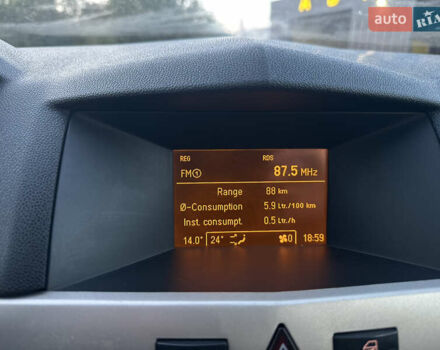 auto RIA
REG RDS
FM① 87.5 MHz
Range 88 km
Ø-Consumption 5.9 Ltr./100 km
Inst. consumpt. 0.5 Ltr./h
14.0° 24° 0 18:59